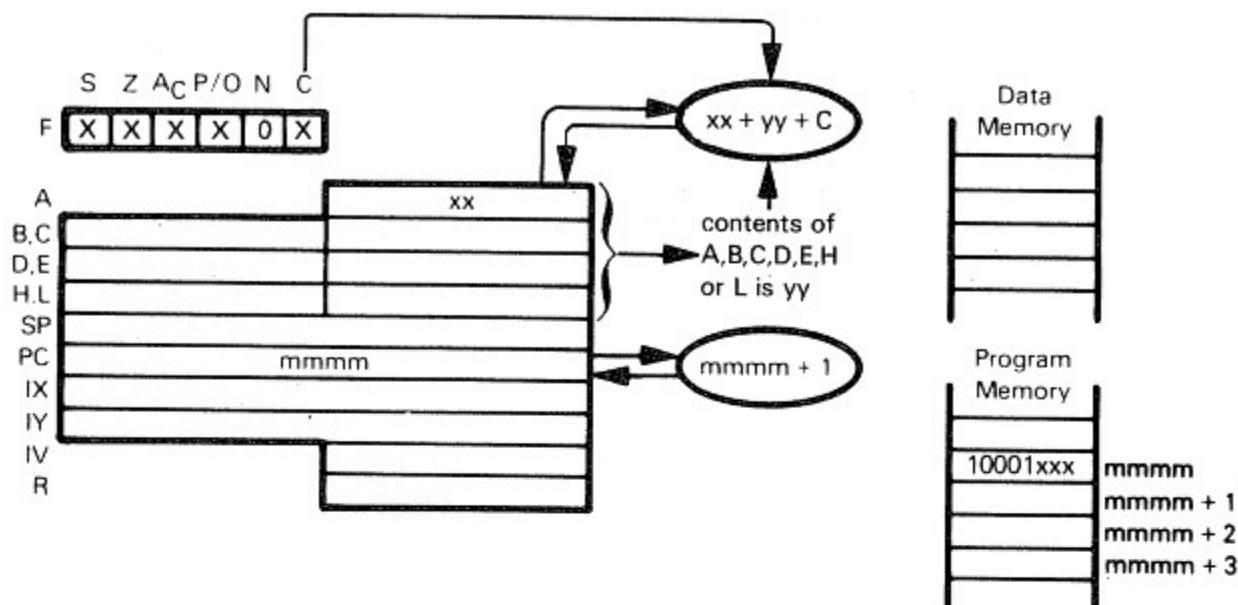 S Z AC P/O N C
F X X X X 0 X
xx + yy + C
Data
Memory
A xx
B,C
D,E
H.L
SP
PC mmmm
IX
IY
IV
R
contents of
A,B,C,D,E,H
or L is yy
mmmm + 1
Program
Memory
10001xxx mmmm
mmmm + 1
mmmm + 2
mmmm + 3